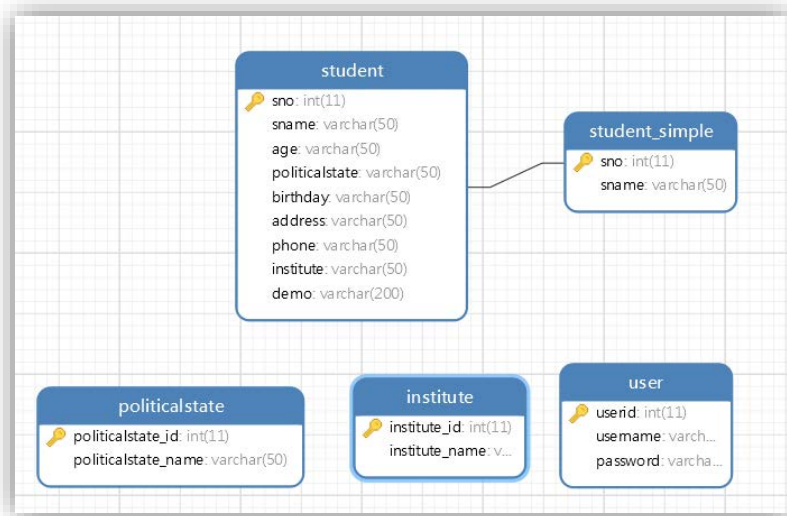 student
sno: int(11)
sname: varchar(50)
age: varchar(50)
politicalstate: varchar(50)
birthday: varchar(50)
address: varchar(50)
phone: varchar(50)
institute: varchar(50)
demo: varchar(200)
student_simple
sno: int(11)
sname: varchar(50)
politicalstate
politicalstate_id: int(11)
politicalstate_name: varchar(50)
institute
institute_id: int(11)
institute_name: v...
user
userid: int(11)
username: varch...
password: varcha...